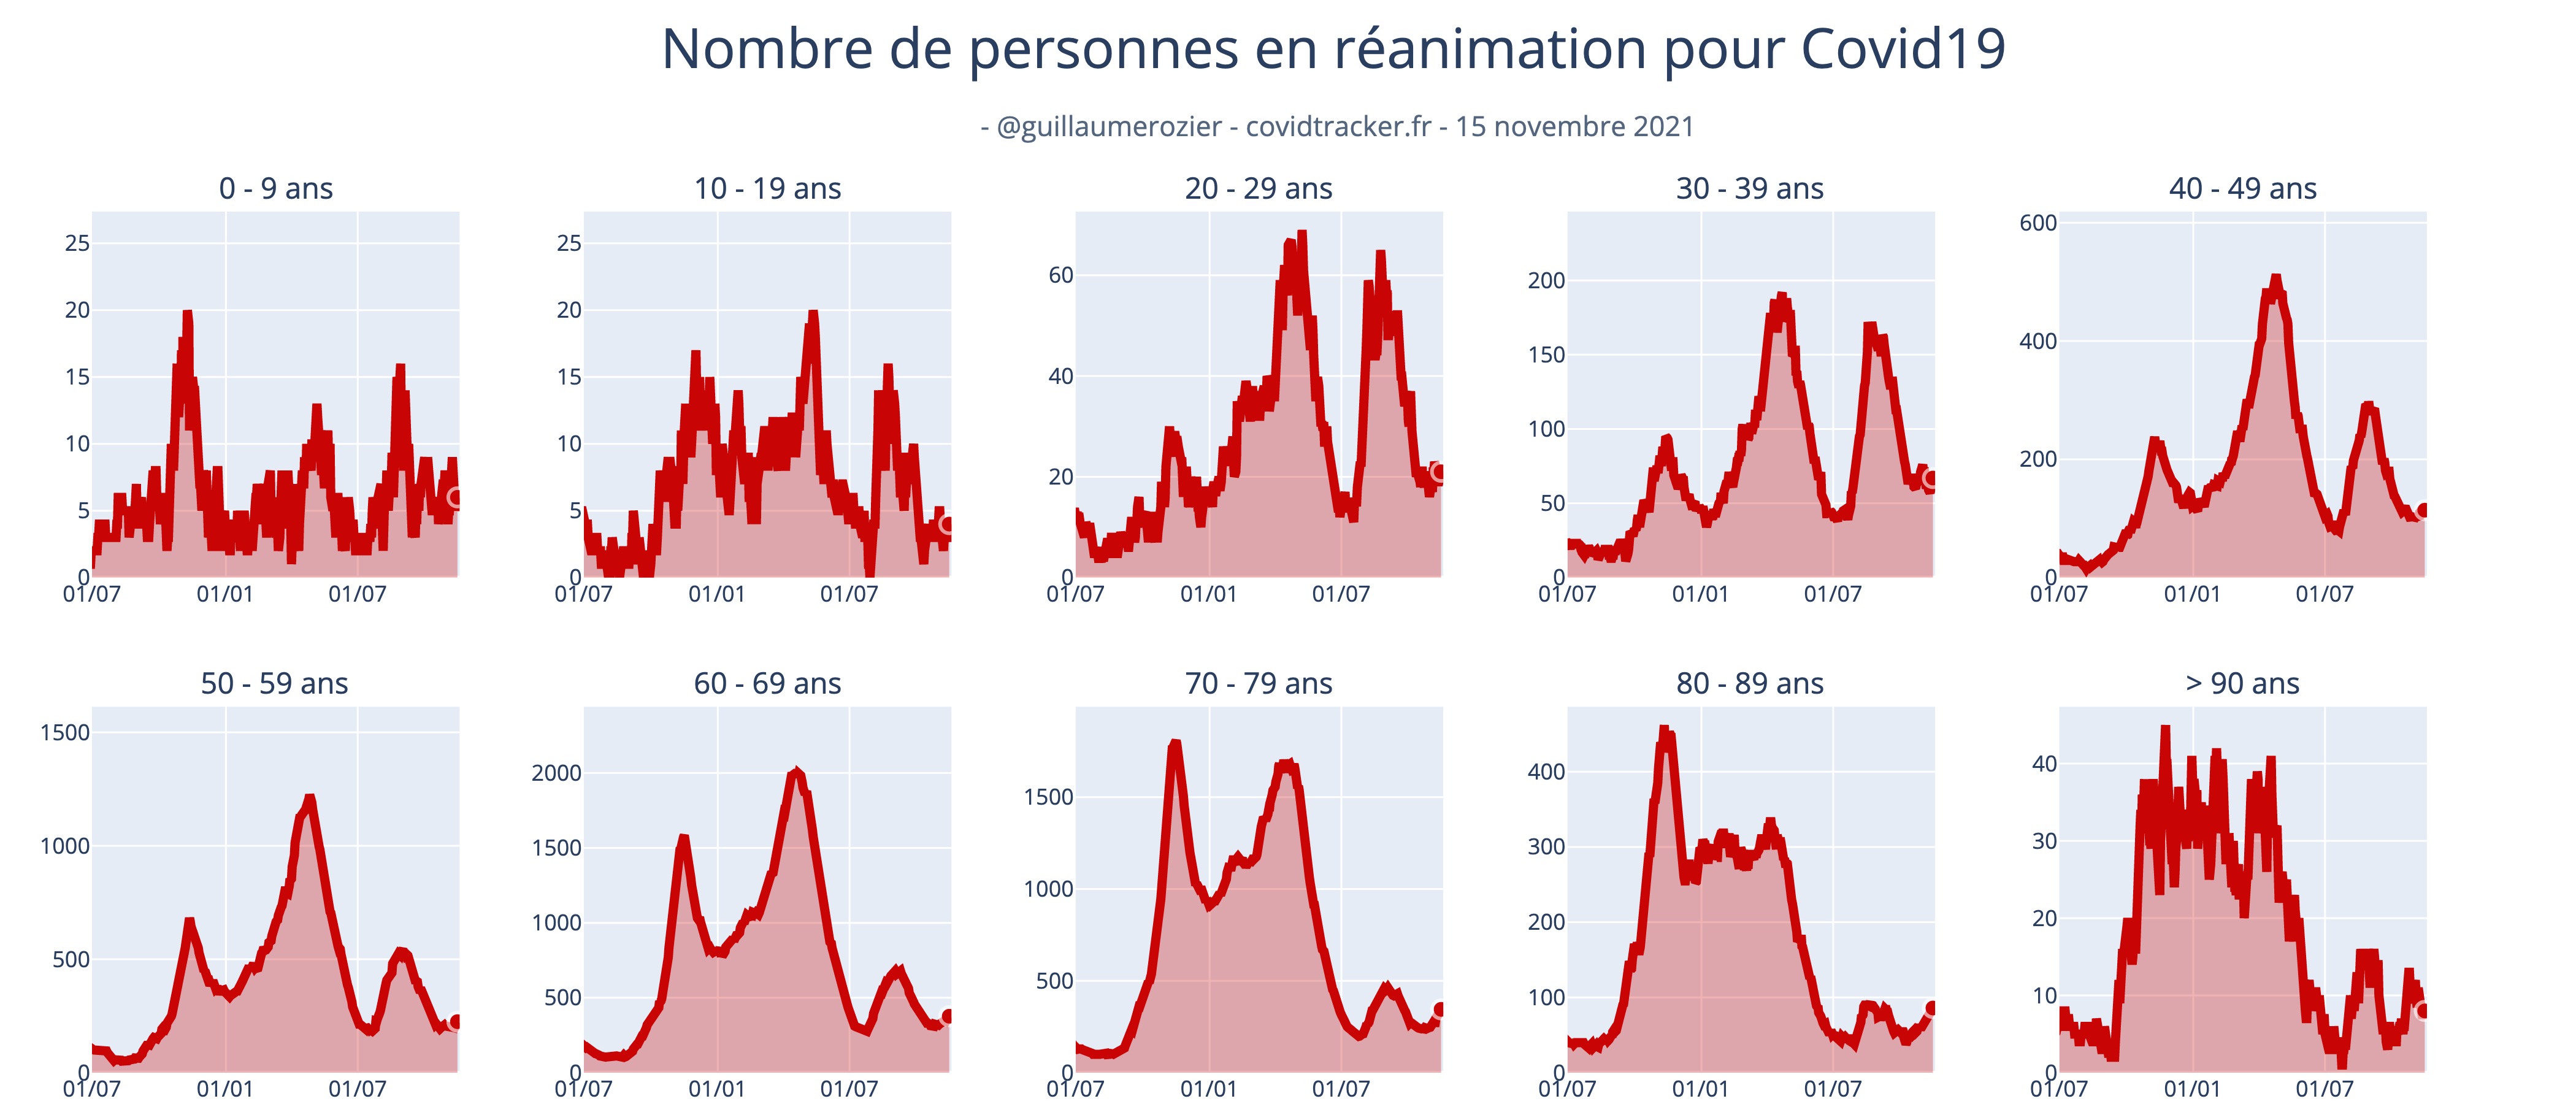 Nombre de personnes en réanimation pour Covid19
- @guillaumerozier - covidtracker.fr - 15 novembre 2021
0 - 9 ans
25
20
15
10
5
0
01/07 01/01 01/07
10 - 19 ans
25
20
15
10
5
0
01/07 01/01 01/07
20 - 29 ans
60
40
20
0
01/07 01/01 01/07
30 - 39 ans
200
150
100
50
0
01/07 01/01 01/07
40 - 49 ans
600
400
200
0
01/07 01/01 01/07
50 - 59 ans
1500
1000
500
0
01/07 01/01 01/07
60 - 69 ans
2000
1500
1000
500
0
01/07 01/01 01/07
70 - 79 ans
1500
1000
500
0
01/07 01/01 01/07
80 - 89 ans
400
300
200
100
0
01/07 01/01 01/07
> 90 ans
40
30
20
10
0
01/07 01/01 01/07